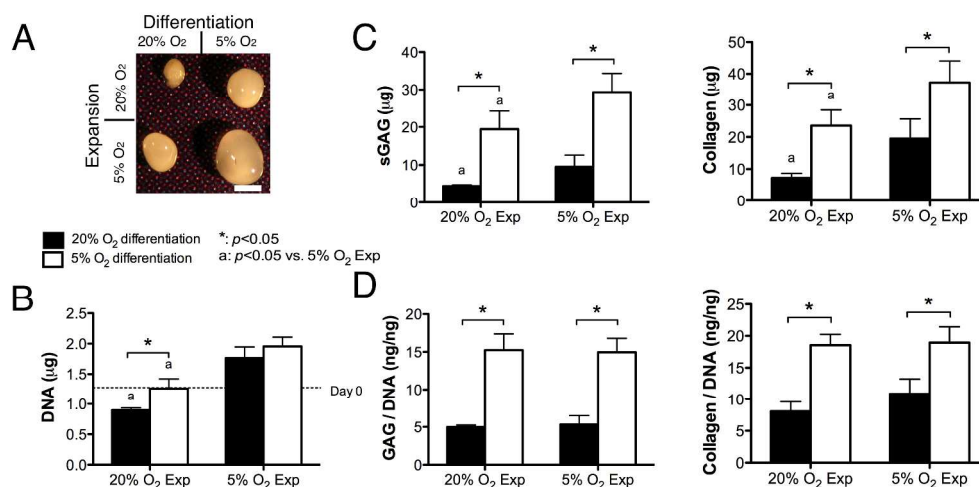 A
Differentiation
20% O2 5% O2
Expansion
20% O2
5% O2
20% O2 differentiation
5% O2 differentiation
*: p<0.05
a: p<0.05 vs. 5% O2 Exp
B
DNA (µg)
2.5
2.0
1.5
1.0
0.5
0.0
*
a
a
Day 0
20% O2 Exp
5% O2 Exp
C
sGAG (µg)
40
30
20
10
0
*
*
a
a
20% O2 Exp
5% O2 Exp
Collagen (µg)
50
40
30
20
10
0
*
*
a
a
20% O2 Exp
5% O2 Exp
D
GAG / DNA (ng/ng)
20
15
10
5
0
*
*
20% O2 Exp
5% O2 Exp
Collagen / DNA (ng/ng)
25
20
15
10
5
0
*
*
20% O2 Exp
5% O2 Exp